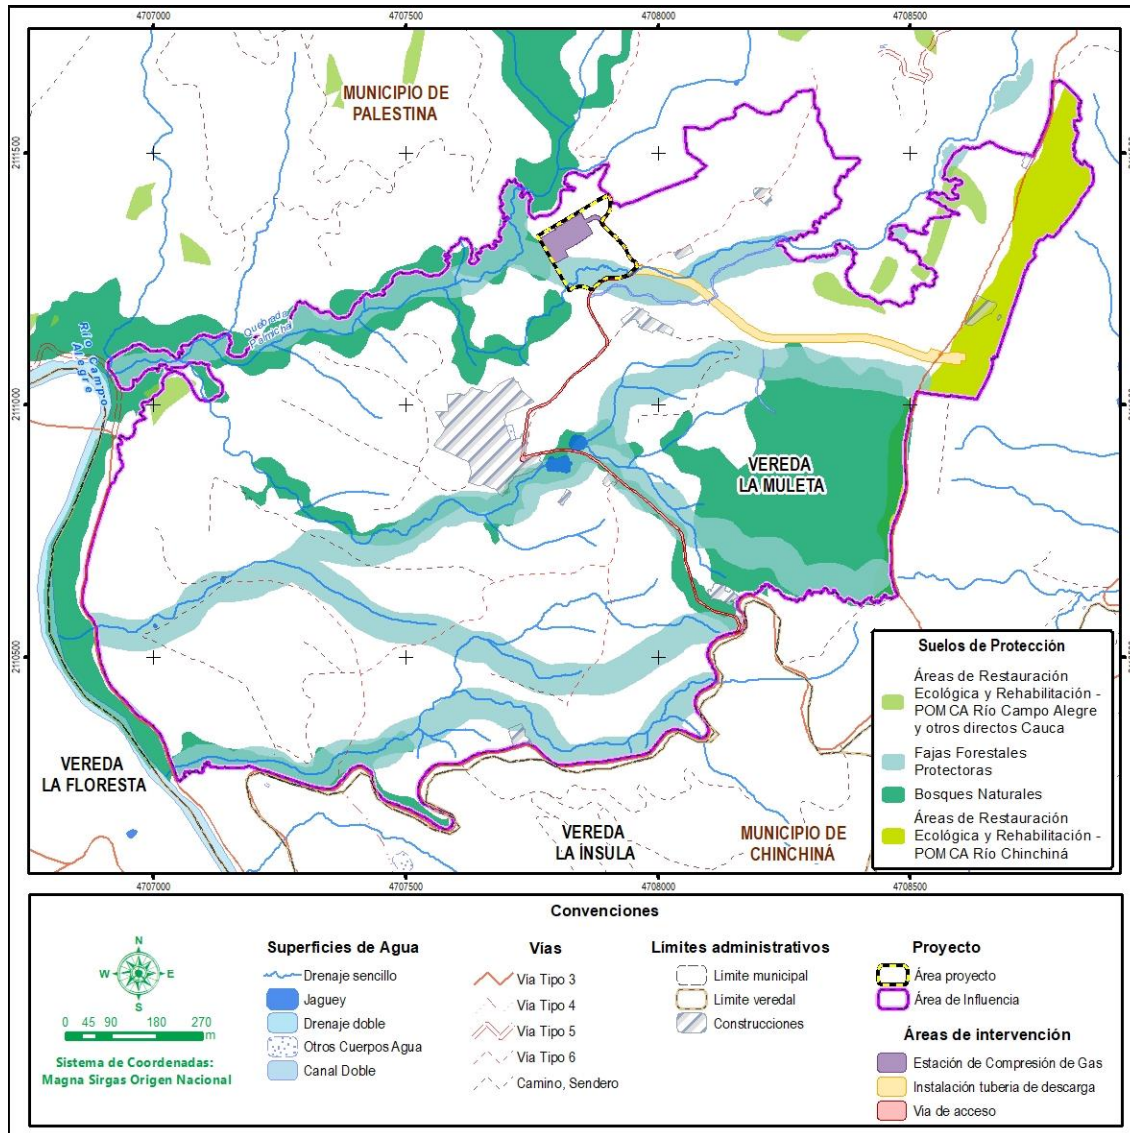 4707000
4707500
4708000
4708500
MUNICIPIO DE
PALESTINA
2111500
Quebrada
Palmicha
Río Campo
Alegre
2111000
VEREDA
LA MULETA
2110500
VEREDA
LA FLORESTA
VEREDA
LA ÍNSULA
MUNICIPIO DE
CHINCHINÁ
Suelos de Protección
Áreas de Restauración
Ecológica y Rehabilitación -
POMCA Río Campo Alegre
y otros directos Cauca
Fajas Forestales
Protectoras
Bosques Naturales
Áreas de Restauración
Ecológica y Rehabilitación -
POMCA Río Chinchiná
4707000
4707500
4708000
4708500
Convenciones
N
W
E
S
0 45 90 180 270
m
Sistema de Coordenadas:
Magna Sirgas Origen Nacional
Superficies de Agua
Drenaje sencillo
Jaguey
Drenaje doble
Otros Cuerpos Agua
Canal Doble
Vías
Via Tipo 3
Via Tipo 4
Via Tipo 5
Via Tipo 6
Camino, Sendero
Límites administrativos
Limite municipal
Limite veredal
Construcciones
Proyecto
Área proyecto
Área de Influencia
Áreas de intervención
Estación de Compresión de Gas
Instalación tuberia de descarga
Via de acceso